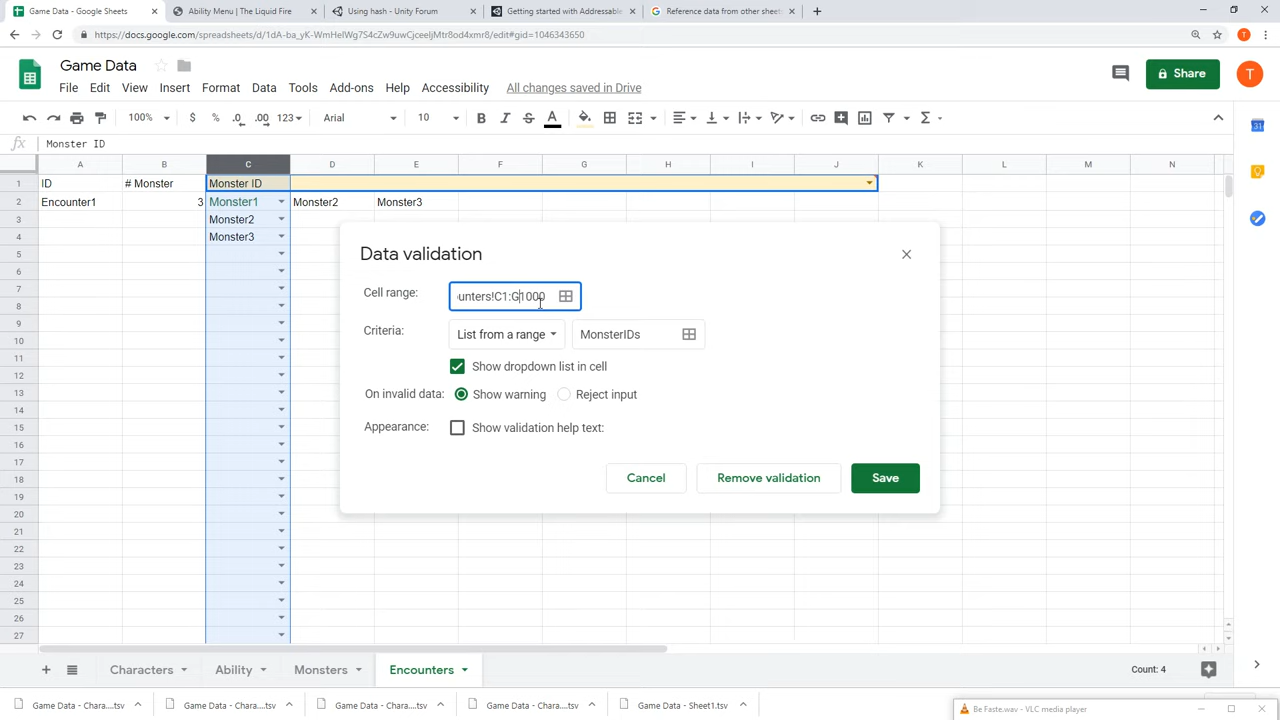 Game Data - Google Sheets
Ability Menu | The Liquid Fire
Using hash - Unity Forum
Getting started with Addressable
Reference data from other sheets
https://docs.google.com/spreadsheets/d/
Game Data
Share
T
File Edit View Insert Format Data Tools Add-ons Help Accessibility All changes saved in Drive
100% $ % .0 .00 123 Arial 10
fx Monster ID
A B C D E F G H I J K L M N
1 ID # Monster Monster ID
2 Encounter1 3 Monster1 Monster2 Monster3
3 Monster2
4 Monster3
5
6
7
8
9
10
11
12
13
14
15
16
17
18
19
20
21
22
23
24
25
26
27
Data validation
Cell range: unters!C1:G1000
Criteria: List from a range MonsterIDs
Show dropdown list in cell
On invalid data: Show warning Reject input
Appearance: Show validation help text:
Cancel Remove validation Save
Characters Ability Monsters Encounters Count: 4
Game Data - Chara....tsv
Game Data - Chara....tsv
Game Data - Chara....tsv
Game Data - Chara....tsv
Game Data - Sheet1.tsv
Be Faste.wav - VLC media player